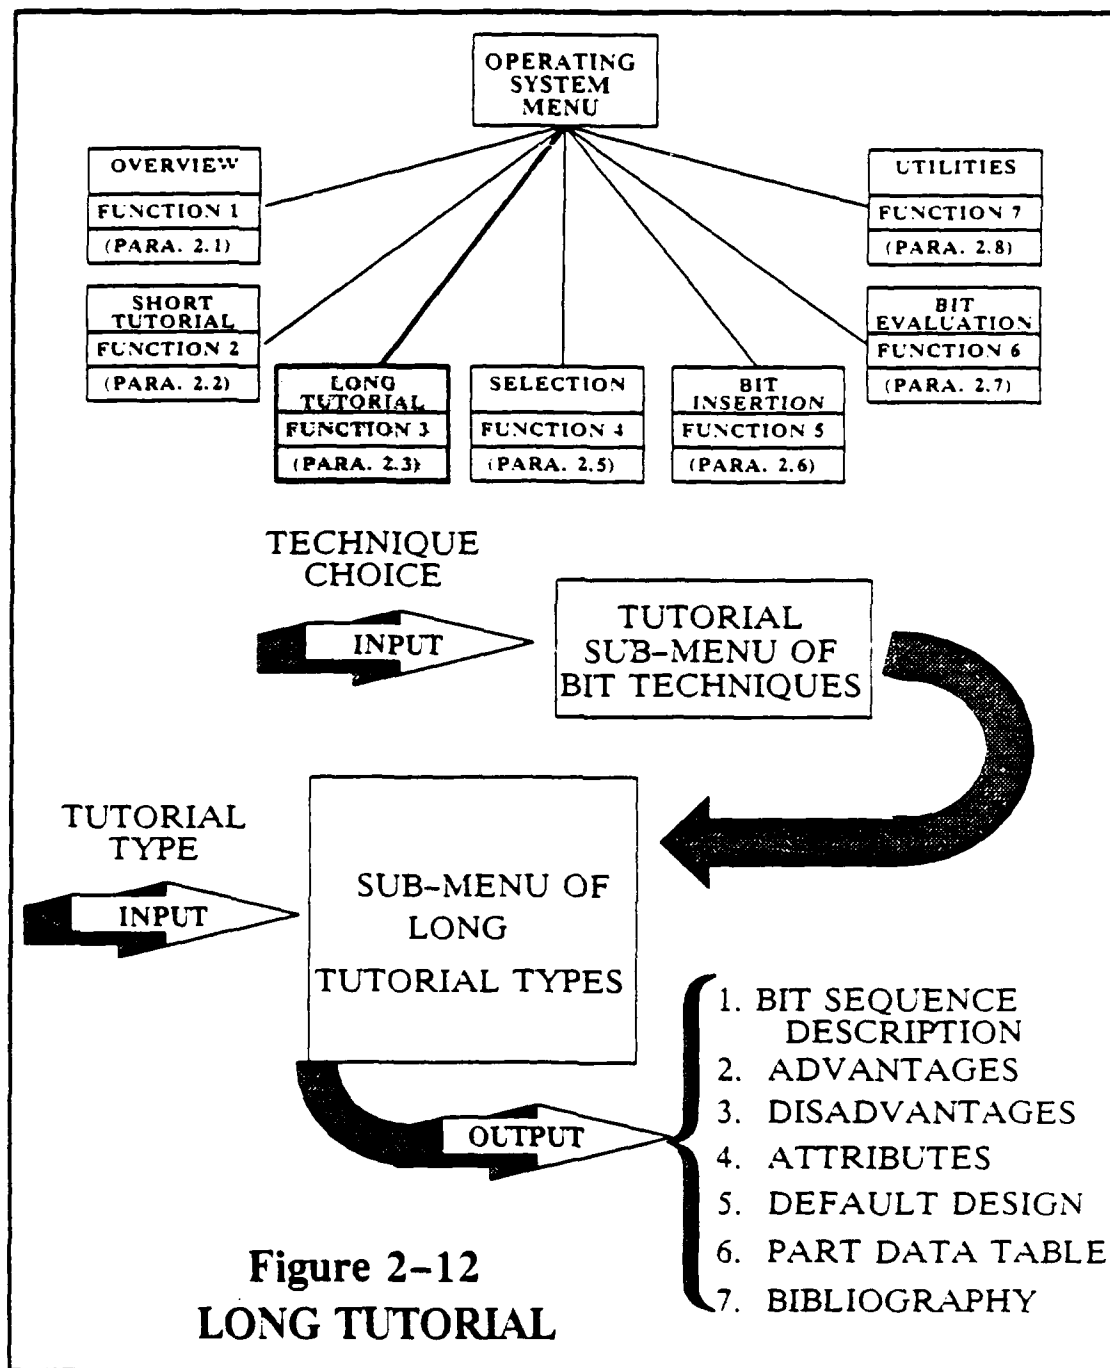 OPERATING
SYSTEM
MENU
OVERVIEW
FUNCTION 1
(PARA. 2.1)
SHORT
TUTORIAL
FUNCTION 2
(PARA. 2.2)
LONG
TUTORIAL
FUNCTION 3
(PARA. 2.3)
SELECTION
FUNCTION 4
(PARA. 2.5)
BIT
INSERTION
FUNCTION 5
(PARA. 2.6)
BIT
EVALUATION
FUNCTION 6
(PARA. 2.7)
UTILITIES
FUNCTION 7
(PARA. 2.8)
TECHNIQUE
CHOICE
INPUT
TUTORIAL
SUB-MENU OF
BIT TECHNIQUES
TUTORIAL
TYPE
INPUT
SUB-MENU OF
LONG
TUTORIAL TYPES
OUTPUT
1. BIT SEQUENCE
DESCRIPTION
2. ADVANTAGES
3. DISADVANTAGES
4. ATTRIBUTES
5. DEFAULT DESIGN
6. PART DATA TABLE
7. BIBLIOGRAPHY
Figure 2-12
LONG TUTORIAL